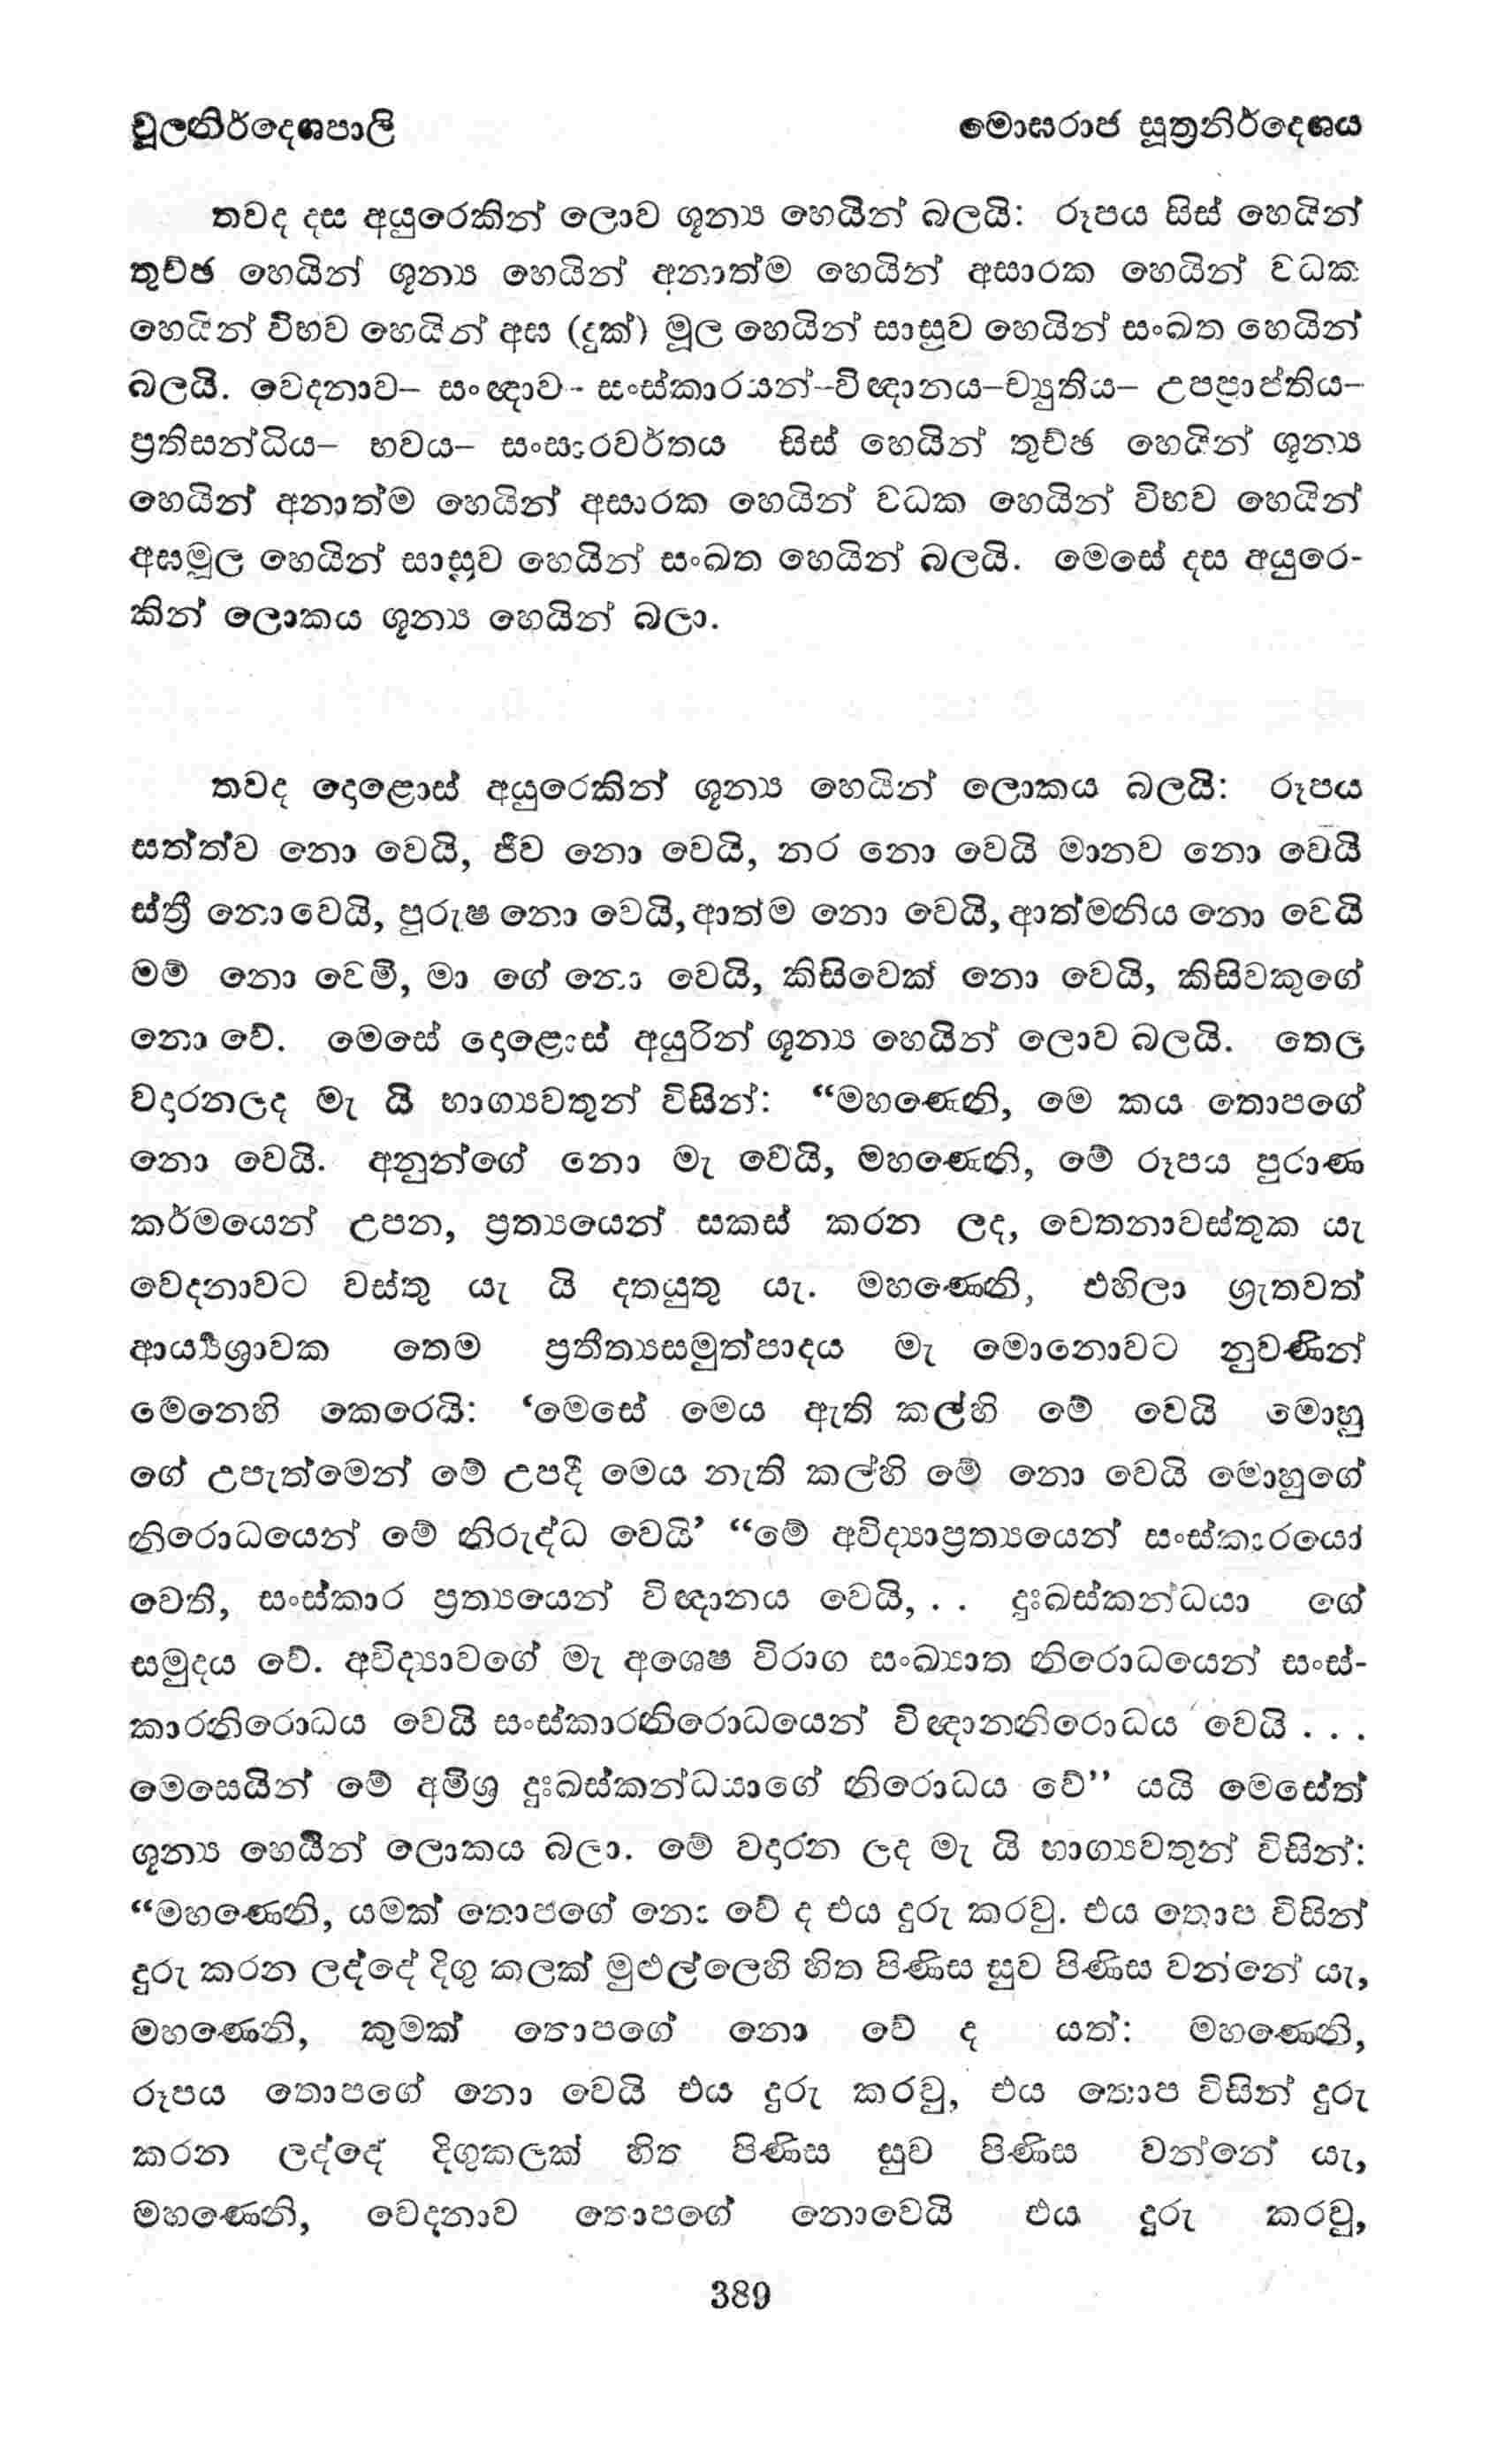 චූලනිර්දෙශපාලි මොඝරාජ සූත්‍රනිර්දෙශය
තවද දස අයුරෙකින් ලොව ශුන්‍ය හෙයින් බලයි: රූපය සිස් හෙයින්
තුච්ඡ හෙයින් ශුන්‍ය හෙයින් අනාත්ම හෙයින් අසාරක හෙයින් වධක
හෙයින් විභව හෙයින් අඝ (දුක්) මූල හෙයින් සාස්‍රව හෙයින් සංඛත හෙයින්
බලයි. වෙදනාව– සංඥාව- සංස්කාරයන්–විඥානය–ච්‍යුතිය– උපප්‍රාප්තිය–
ප්‍රතිසන්ධිය– භවය– සංසාරවර්තය සිස් හෙයින් තුච්ඡ හෙයින් ශුන්‍ය
හෙයින් අනාත්ම හෙයින් අසාරක හෙයින් වධක හෙයින් විභව හෙයින්
අඝමූල හෙයින් සාස්‍රව හෙයින් සංඛත හෙයින් බලයි. මෙසේ දස අයුරෙ-
කින් ලොකය ශුන්‍ය හෙයින් බලා.
තවද දොළොස් අයුරෙකින් ශුන්‍ය හෙයින් ලොකය බලයි: රූපය
සත්ත්ව නො වෙයි, ජීව නො වෙයි, නර නො වෙයි මානව නො වෙයි
ස්ත්‍රී නොවෙයි, පුරුෂ නො වෙයි, ආත්ම නො වෙයි, ආත්මනිය නො වෙයි
මම් නො වෙමි, මා ගේ නො වෙයි, කිසිවෙක් නො වෙයි, කිසිවකුගේ
නො වේ. මෙසේ දොළොස් අයුරින් ශුන්‍ය හෙයින් ලොව බලයි. තෙල
වදාරනලද මැ යි භාග්‍යවතුන් විසින්: “මහණෙනි, මෙ කය තොපගේ
නො වෙයි. අනුන්ගේ නො මැ වෙයි, මහණෙනි, මේ රූපය පුරාණ
කර්මයෙන් උපන, ප්‍රත්‍යයෙන් සකස් කරන ලද, චෙතනාවස්තුක යැ
වෙදනාවට වස්තු යැ යි දතයුතු යැ. මහණෙනි, එහිලා ශ්‍රැතවත්
ආර්‍ය්‍යශ්‍රාවක තෙම ප්‍රතීත්‍යසමුත්පාදය මැ මොනොවට නුවණින්
මෙනෙහි කෙරෙයි: ‘මෙසේ මෙය ඇති කල්හි මේ වෙයි මොහු
ගේ උපැත්මෙන් මේ උපදී මෙය නැති කල්හි මේ නො වෙයි මොහුගේ
නිරොධයෙන් මේ නිරුද්ධ වෙයි’ “මේ අවිද්‍යාප්‍රත්‍යයෙන් සංස්කාරයෝ
වෙති, සංස්කාර ප්‍රත්‍යයෙන් විඥානය වෙයි, . . දුඃඛස්කන්ධයා ගේ
සමුදය වේ. අවිද්‍යාවගේ මැ අශෙෂ විරාග සංඛ්‍යාත නිරොධයෙන් සංස්-
කාරනිරොධය වෙයි සංස්කාරනිරොධයෙන් විඥානනිරොධය වෙයි . . .
මෙසෙයින් මේ අමිශ්‍ර දුඃඛස්කන්ධයාගේ නිරොධය වේ” යයි මෙසේත්
ශුන්‍ය හෙයින් ලොකය බලා. මේ වදාරන ලද මැ යි භාග්‍යවතුන් විසින්:
“මහණෙනි, යමක් තොපගේ නො වේ ද එය දුරු කරවු. එය තොප විසින්
දුරු කරන ලද්දේ දිගු කලක් මුළුල්ලෙහි හිත පිණිස සුව පිණිස වන්නේ යැ,
මහණෙනි, කුමක් තොපගේ නො වේ ද යත්: මහණෙනි,
රූපය තොපගේ නො වෙයි එය දුරු කරවු, එය තොප විසින් දුරු
කරන ලද්දේ දිගුකලක් හිත පිණිස සුව පිණිස වන්නේ යැ,
මහණෙනි, වෙදනාව තොපගේ නොවෙයි එය දුරු කරවු,
389